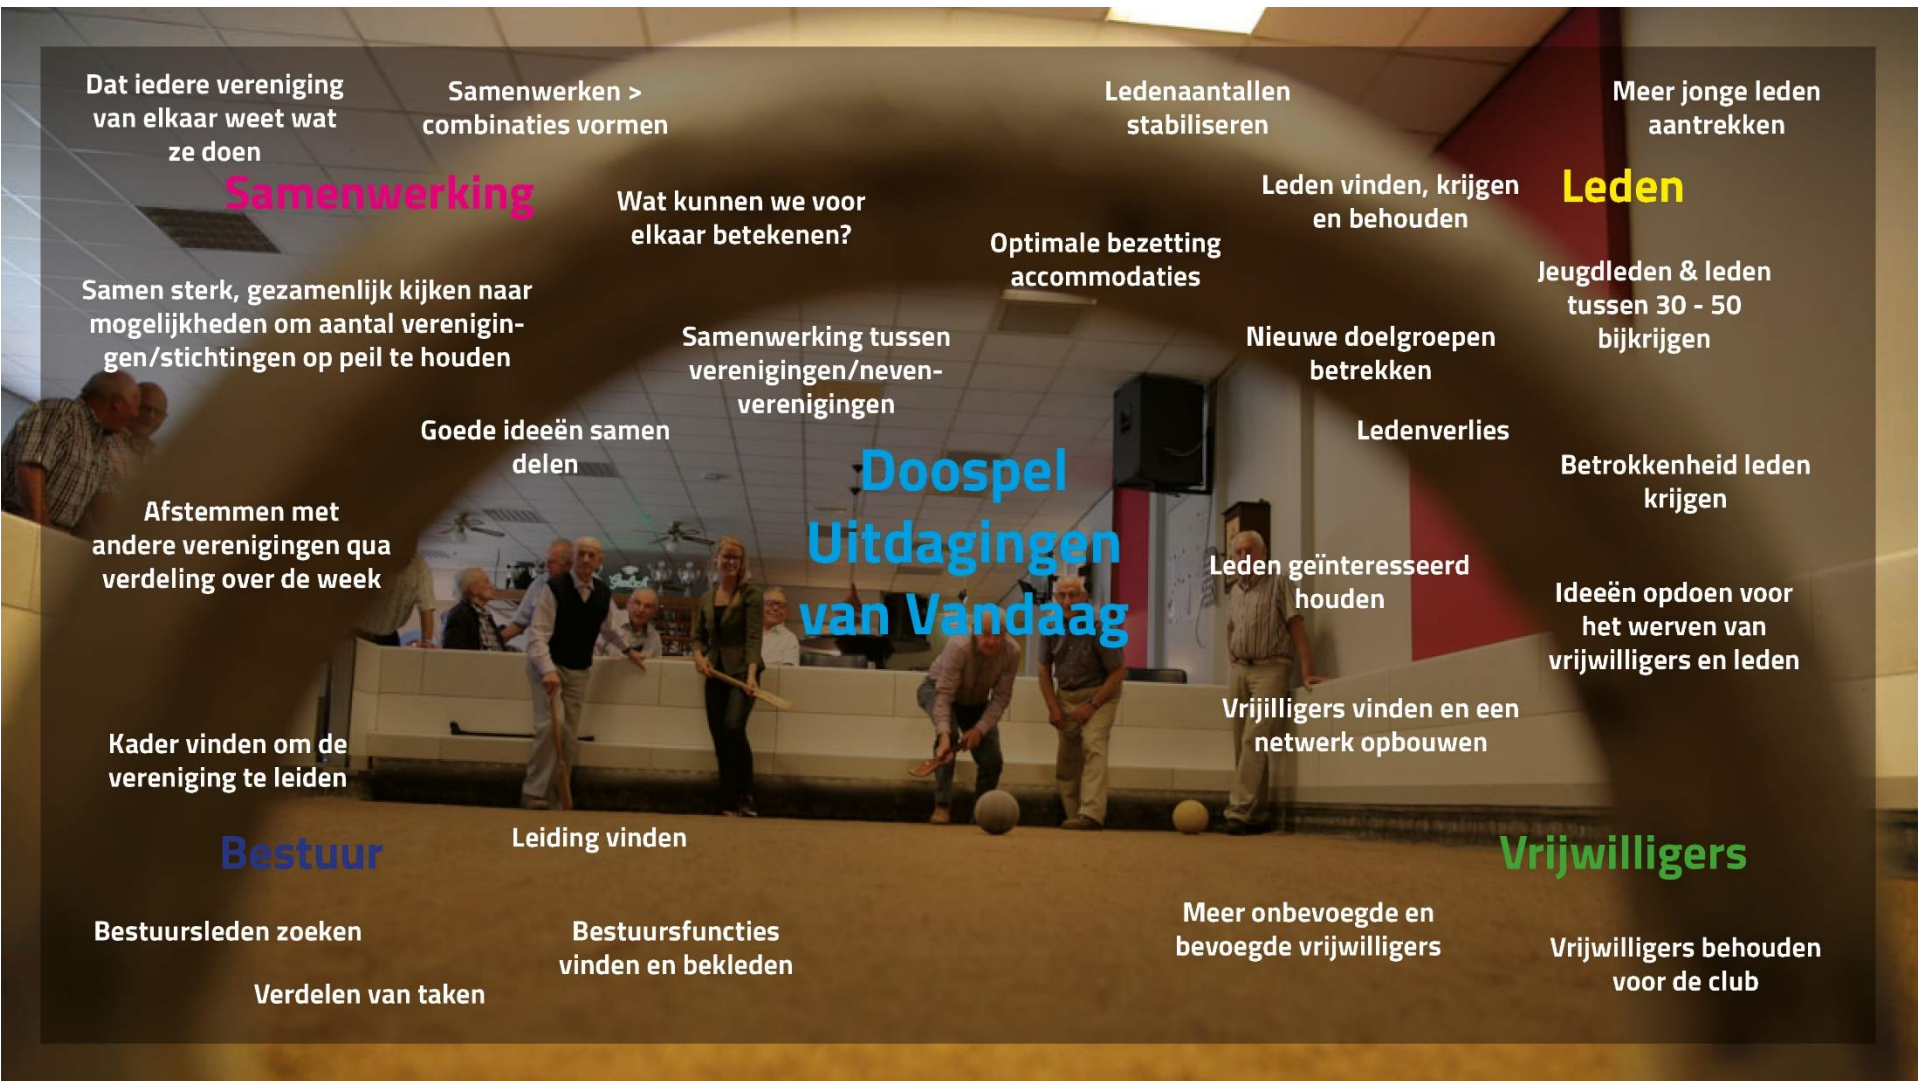 Dat iedere vereniging
van elkaar weet wat
ze doen
Samenwerken >
combinaties vormen
Samenwerking
Wat kunnen we voor
elkaar betekenen?
Samen sterk, gezamenlijk kijken naar
mogelijkheden om aantal verenigin-
gen/stichtingen op peil te houden
Samenwerking tussen
verenigingen/neven-
verenigingen
Goede ideeën samen
delen
Afstemmen met
andere verenigingen qua
verdeling over de week
Ledenaantallen
stabiliseren
Meer jonge leden
aantrekken
Leden vinden, krijgen
en behouden
Leden
Optimale bezetting
accommodaties
Jeugdleden & leden
tussen 30 - 50
bijkrijgen
Nieuwe doelgroepen
betrekken
Ledenverlies
Betrokkenheid leden
krijgen
Doospel
Uitdagingen
van Vandaag
Leden geïnteresseerd
houden
Ideeën opdoen voor
het werven van
vrijwilligers en leden
Vrijilligers vinden en een
netwerk opbouwen
Kader vinden om de
vereniging te leiden
Bestuur
Leiding vinden
Bestuursleden zoeken
Bestuursfuncties
vinden en bekleden
Verdelen van taken
Vrijwilligers
Meer onbevoegde en
bevoegde vrijwilligers
Vrijwilligers behouden
voor de club